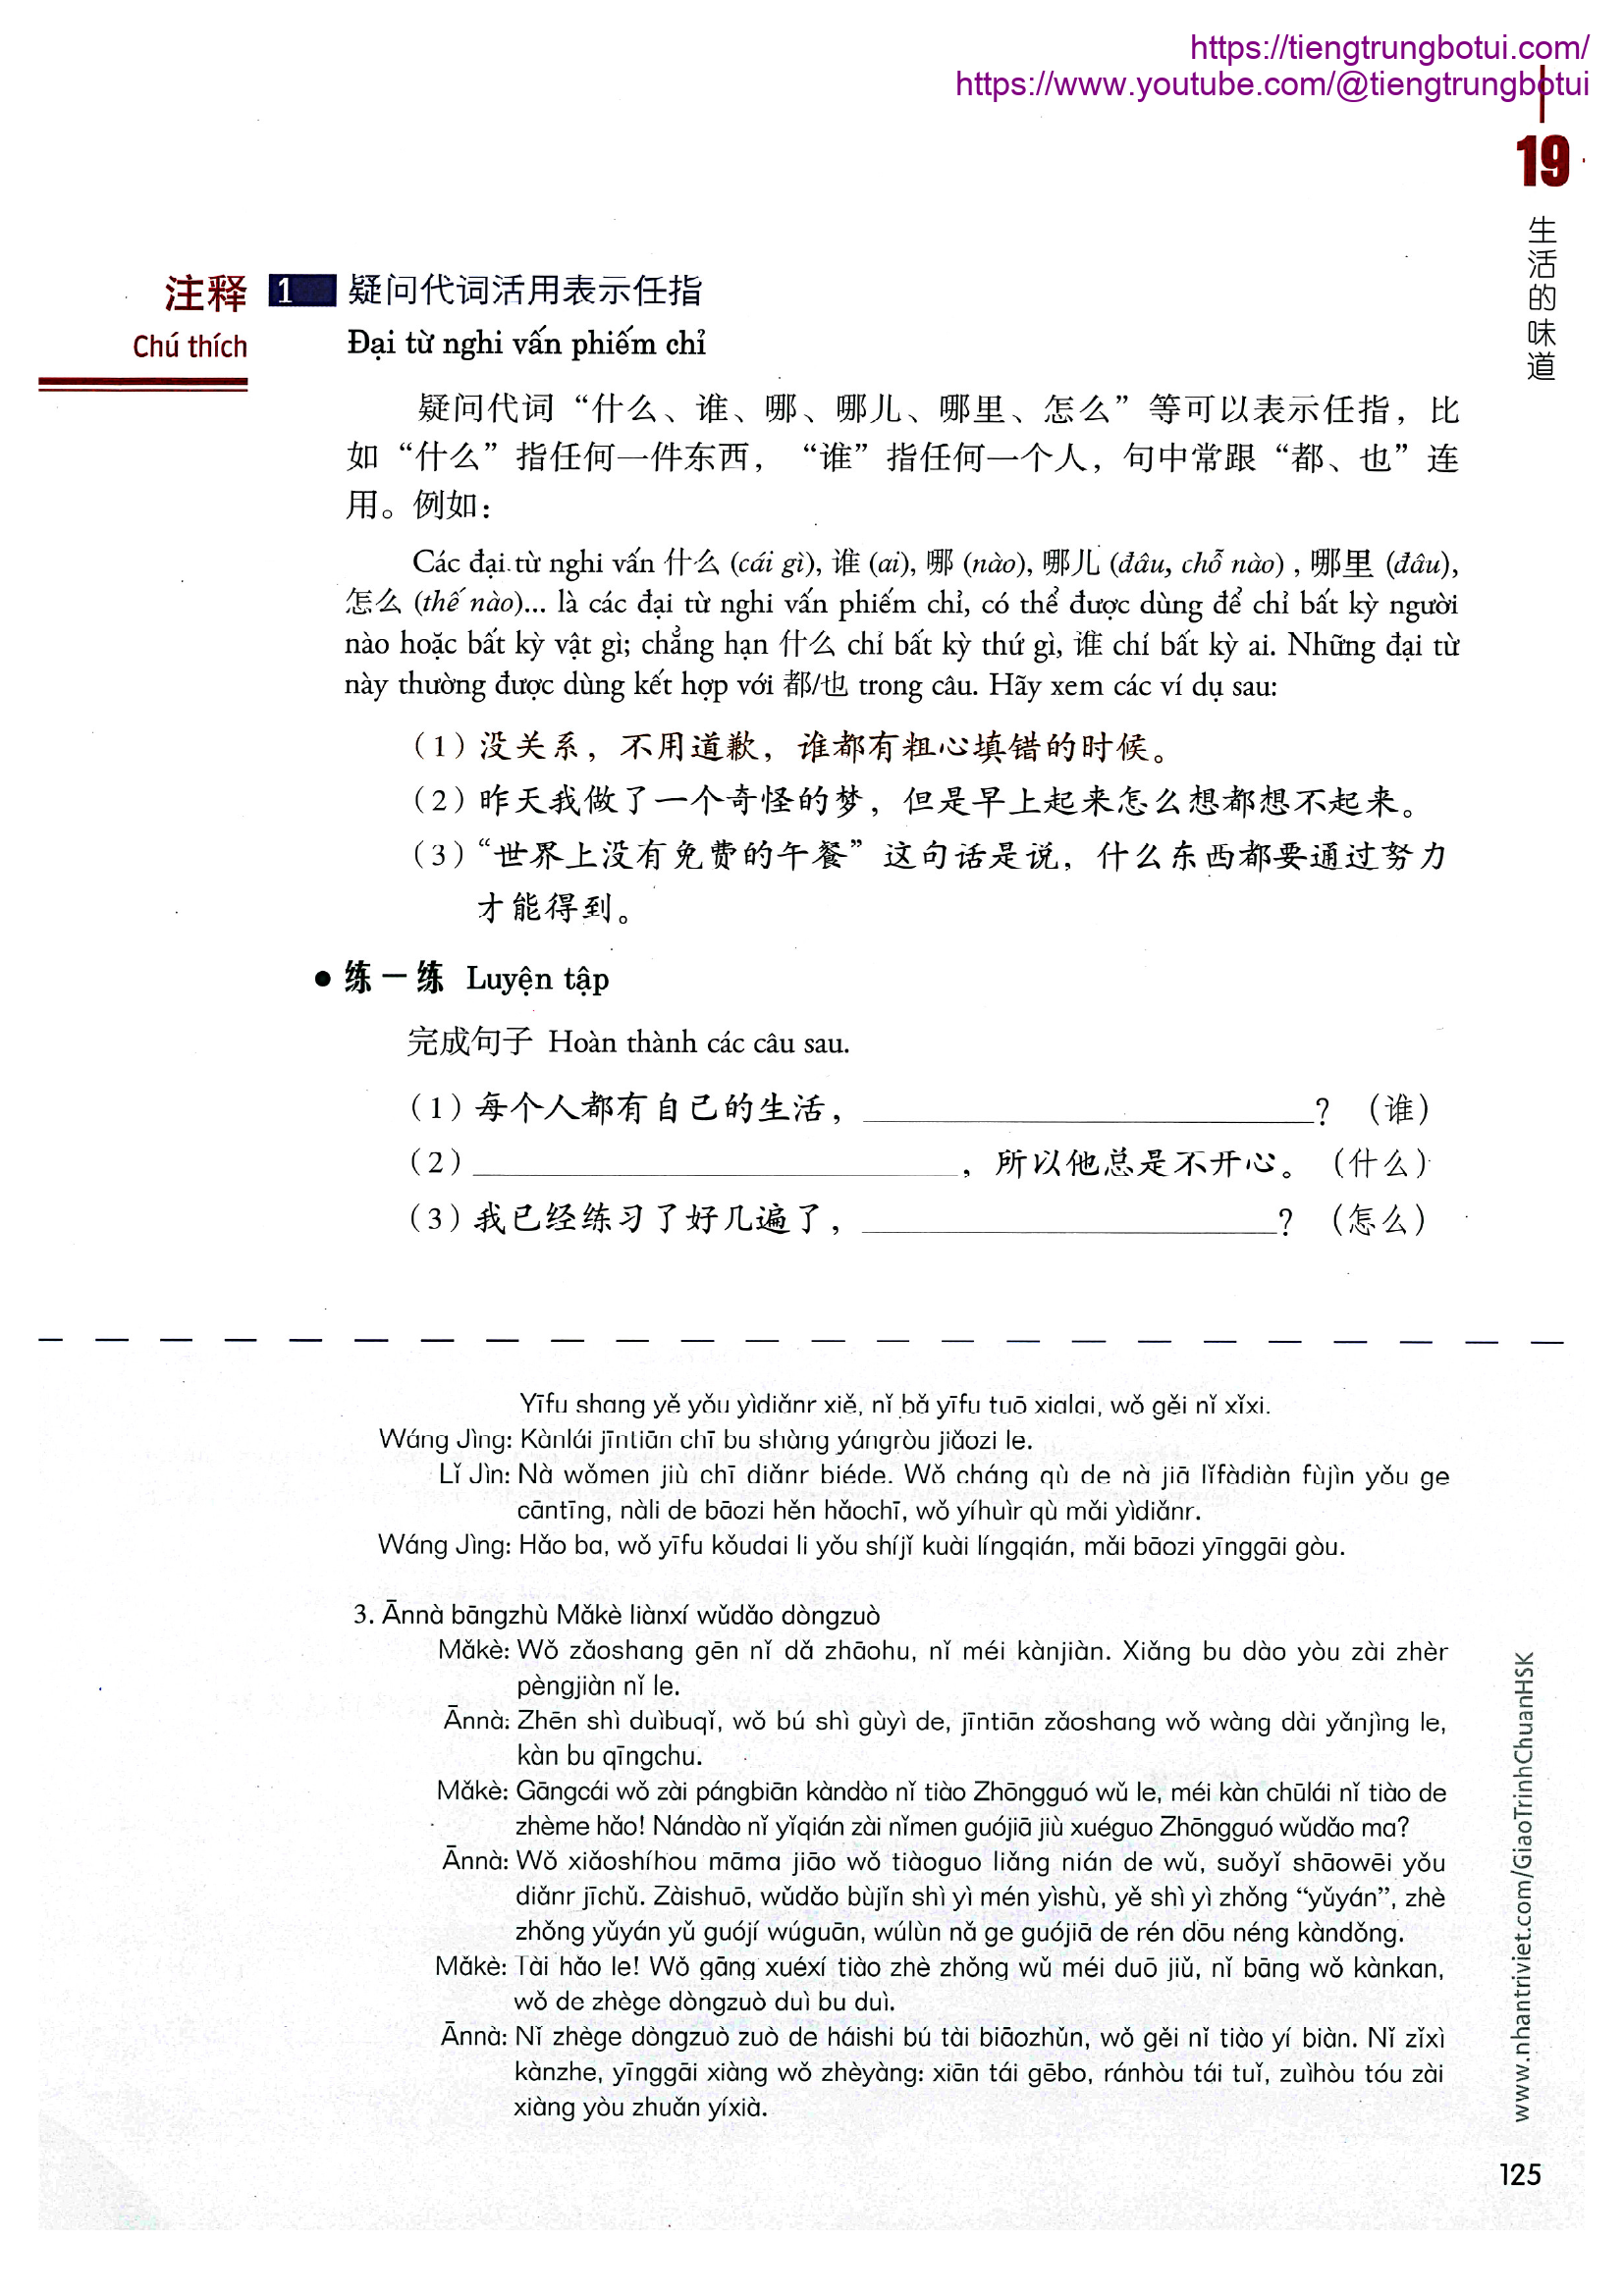 https://tiengtrungbotui.com/
https://www.youtube.com/@tiengtrungbotui
19
生活的味道
注释 1 疑问代词活用表示任指
Chú thích Đại từ nghi vấn phiếm chỉ
疑问代词“什么、谁、哪、哪儿、哪里、怎么”等可以表示任指，比
如“什么”指任何一件东西，“谁”指任何一个人，句中常跟“都、也”连
用。例如：
Các đại từ nghi vấn 什么 (cái gì), 谁 (ai), 哪 (nào), 哪儿 (đâu, chỗ nào) , 哪里 (đâu),
怎么 (thế nào)... là các đại từ nghi vấn phiếm chỉ, có thể được dùng để chỉ bất kỳ người
nào hoặc bất kỳ vật gì; chẳng hạn 什么 chỉ bất kỳ thứ gì, 谁 chỉ bất kỳ ai. Những đại từ
này thường được dùng kết hợp với 都/也 trong câu. Hãy xem các ví dụ sau:
（1）没关系，不用道歉，谁都有粗心填错的时候。
（2）昨天我做了一个奇怪的梦，但是早上起来怎么想都想不起来。
（3）“世界上没有免费的午餐”这句话是说，什么东西都要通过努力
才能得到。
● 练一练 Luyện tập
完成句子 Hoàn thành các câu sau.
（1）每个人都有自己的生活，____________________？（谁）
（2）____________________，所以他总是不开心。（什么）
（3）我已经练习了好几遍了，____________________？（怎么）
Yīfu shang yě yǒu yìdiǎnr xiě, nǐ bǎ yīfu tuō xialai, wǒ gěi nǐ xǐxi.
Wáng Jìng: Kànlái jīntiān chī bu shàng yángròu jiǎozi le.
Lǐ Jìn: Nà wǒmen jiù chī diǎnr biéde. Wǒ cháng qù de nà jiā lǐfàdiàn fùjìn yǒu ge
cāntīng, nàli de bāozi hěn hǎochī, wǒ yíhuìr qù mǎi yìdiǎnr.
Wáng Jìng: Hǎo ba, wǒ yīfu kǒudai li yǒu shíjǐ kuài língqián, mǎi bāozi yīnggāi gòu.
3. Ānnà bāngzhù Mǎkè liànxí wǔdǎo dòngzuò
Mǎkè: Wǒ zǎoshang gēn nǐ dǎ zhāohu, nǐ méi kànjiàn. Xiǎng bu dào yòu zài zhèr
pèngjiàn nǐ le.
Ānnà: Zhēn shì duìbuqǐ, wǒ bú shì gùyì de, jīntiān zǎoshang wǒ wàng dài yǎnjìng le,
kàn bu qīngchu.
Mǎkè: Gāngcái wǒ zài pángbiān kàndào nǐ tiào Zhōngguó wǔ le, méi kàn chūlái nǐ tiào de
zhème hǎo! Nándào nǐ yǐqián zài nǐmen guójiā jiù xuéguo Zhōngguó wǔdǎo ma?
Ānnà: Wǒ xiǎoshíhou māma jiāo wǒ tiàoguo liǎng nián de wǔ, suǒyǐ shāowēi yǒu
diǎnr jīchǔ. Zàishuō, wǔdǎo bùjǐn shì yì mén yìshù, yě shì yì zhǒng “yǔyán”, zhè
zhǒng yǔyán yǔ guójí wúguān, wúlùn nǎ ge guójiā de rén dōu néng kàndǒng.
Mǎkè: Tài hǎo le! Wǒ gāng xuéxí tiào zhè zhǒng wǔ méi duō jiǔ, nǐ bāng wǒ kànkan,
wǒ de zhège dòngzuò duì bu duì.
Ānnà: Nǐ zhège dòngzuò zuò de háishi bú tài biāozhǔn, wǒ gěi nǐ tiào yí biàn. Nǐ zǐxì
kànzhe, yīnggāi xiàng wǒ zhèyàng: xiān tái gēbo, ránhòu tái tuǐ, zuìhòu tóu zài
xiàng yòu zhuǎn yíxià.
www.nhantriviet.com/GiaoTrinhChuanHSK
125